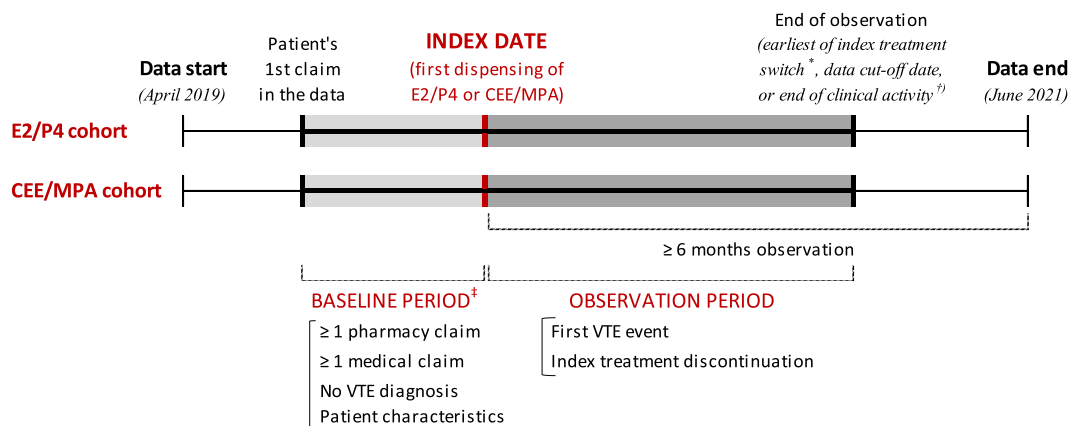 Data start
(April 2019)
Patient's
1st claim
in the data
INDEX DATE
(first dispensing of
E2/P4 or CEE/MPA)
End of observation
(earliest of index treatment
switch*, data cut-off date,
or end of clinical activity†)
Data end
(June 2021)
E2/P4 cohort
CEE/MPA cohort
≥ 6 months observation
BASELINE PERIOD‡
≥ 1 pharmacy claim
≥ 1 medical claim
No VTE diagnosis
Patient characteristics
OBSERVATION PERIOD
First VTE event
Index treatment discontinuation